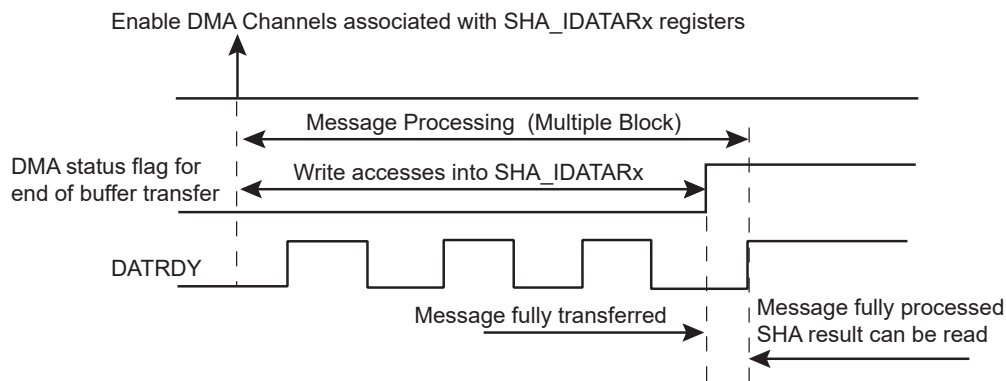 Enable DMA Channels associated with SHA_IDATARx registers
Message Processing (Multiple Block)
DMA status flag for
end of buffer transfer
Write accesses into SHA_IDATARx
DATRDY
Message fully transferred
Message fully processed
SHA result can be read